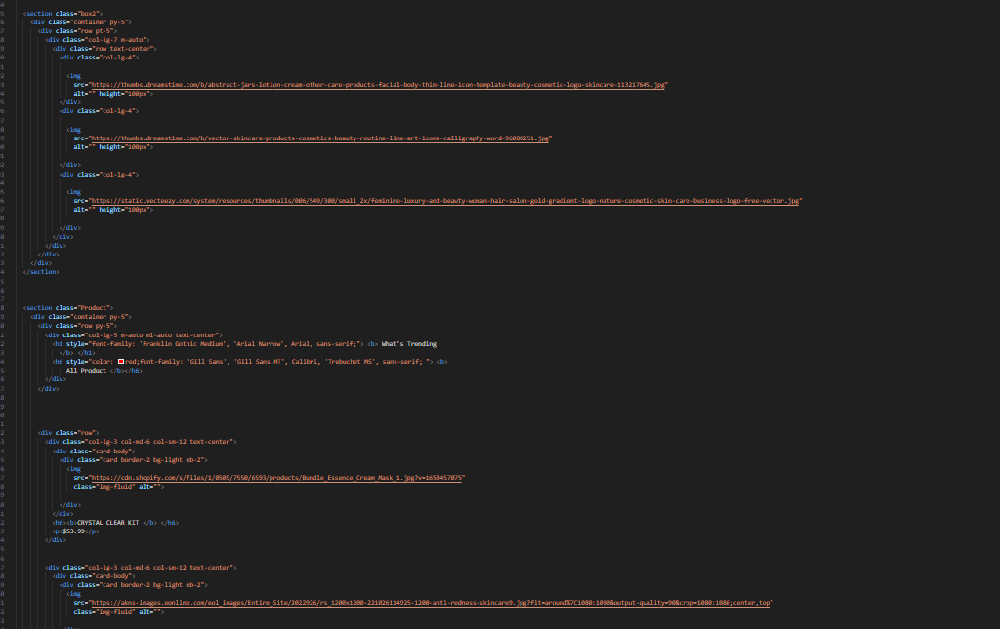 <section class="box2">
<div class="container py-5">
<div class="row pt-5">
<div class="col-lg-7 m-auto">
<div class="row text-center">
<div class="col-lg-4">
<img
src="https://thumbs.dreamstime.com/b/abstract-jars-lotion-cream-other-care-products-facial-body-thin-line-icon-template-beauty-cosmetic-logo-skincare-113217645.jpg"
alt="" height="100px">
</div>
<div class="col-lg-4">
<img
src="https://thumbs.dreamstime.com/b/vector-skincare-products-cosmetics-beauty-routine-line-art-icons-calligraphy-word-96080251.jpg"
alt="" height="100px">
</div>
<div class="col-lg-4">
<img
src="https://static.vecteezy.com/system/resources/thumbnails/006/549/300/small_2x/feminine-luxury-and-beauty-woman-hair-salon-gold-gradient-logo-nature-cosmetic-skin-care-business-logo-free-vector.jpg"
alt="" height="100px">
</div>
</div>
</div>
</div>
</div>
</section>
<section class="Product">
<div class="container py-5">
<div class="row py-5">
<div class="col-lg-5 m-auto ml-auto text-center">
<h1 style="font-family: 'Franklin Gothic Medium', 'Arial Narrow', Arial, sans-serif;"> <b> What's Trending
</b> </h1>
<h6 style="color: red;font-family: 'Gill Sans', 'Gill Sans MT', Calibri, 'Trebuchet MS', sans-serif; "> <b>
All Product </b></h6>
</div>
</div>
<div class="row">
<div class="col-lg-3 col-md-6 col-sm-12 text-center">
<div class="card-body">
<div class="card border-2 bg-light mb-2">
<img
src="https://cdn.shopify.com/s/files/1/0509/7550/6593/products/Bundle_Essence_Cream_Mask_1.jpg?v=1650457075"
class="img-fluid" alt="">
</div>
</div>
<h6><b>CRYSTAL CLEAR KIT </b> </h6>
<p>$53.99</p>
</div>
<div class="col-lg-3 col-md-6 col-sm-12 text-center">
<div class="card-body">
<div class="card border-2 bg-light mb-2">
<img
src="https://akns-images.eonline.com/eol_images/Entire_Site/2022926/rs_1200x1200-221026114925-1200-anti-redness-skincare9.jpg?fit=around%7C1080:1080&output-quality=90&crop=1080:1080;center,top"
class="img-fluid" alt="">